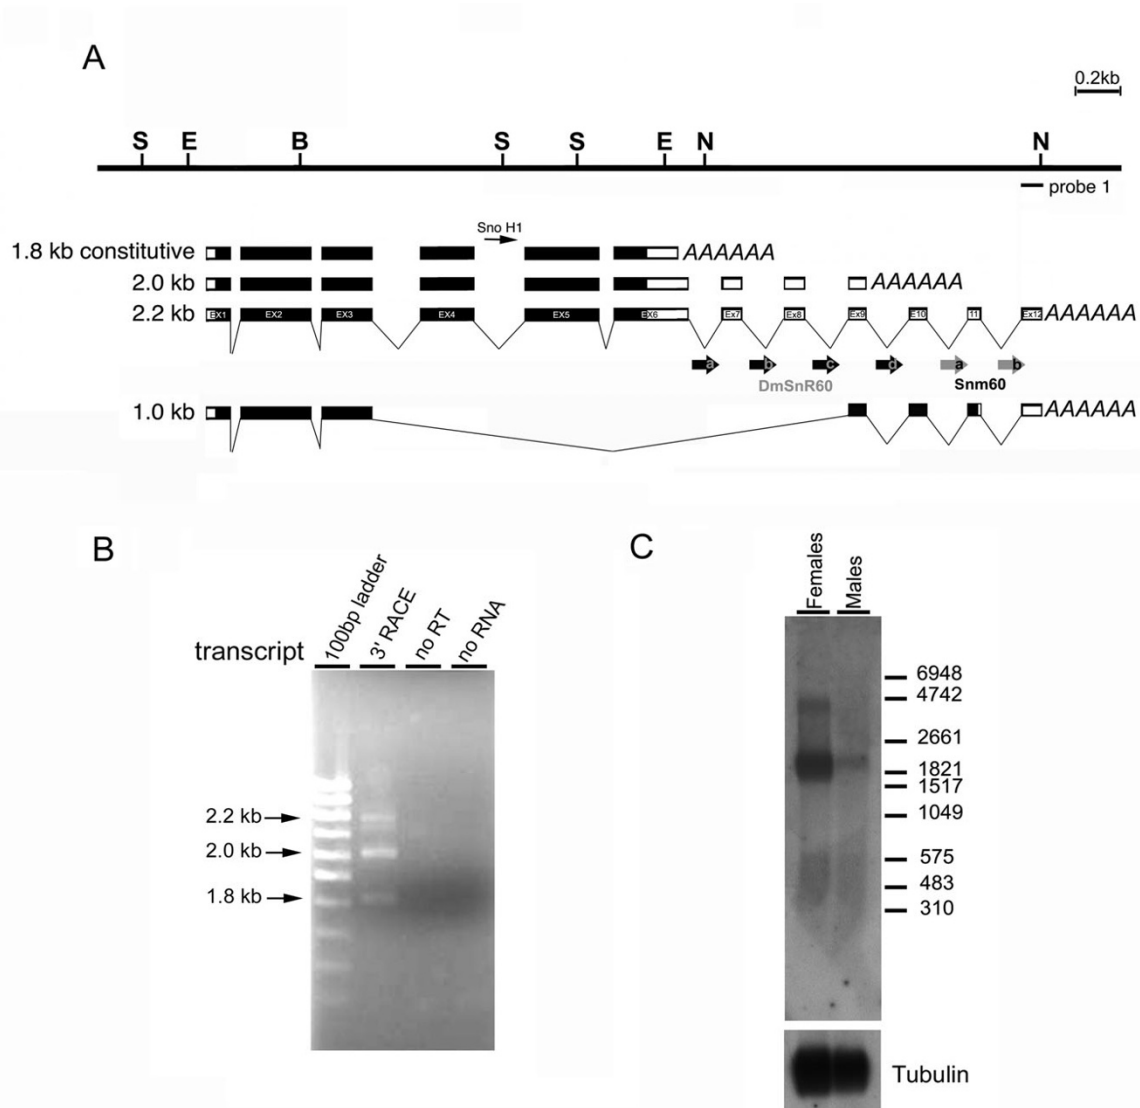 A
0.2kb
S E B S S E N N
probe 1
Sno H1
1.8 kb constitutive AAAAAA
2.0 kb AAAAAA
2.2 kb EX1 EX2 EX3 EX4 EX5 EX6 Ex7 Ex8 Ex9 E10 11 Ex12 AAAAAA
a b c d a b
DmSnR60 Snm60
1.0 kb AAAAAA
B
transcript 100bp ladder 3' RACE no RT no RNA
2.2 kb
2.0 kb
1.8 kb
C
Females Males
6948
4742
2661
1821
1517
1049
575
483
310
Tubulin